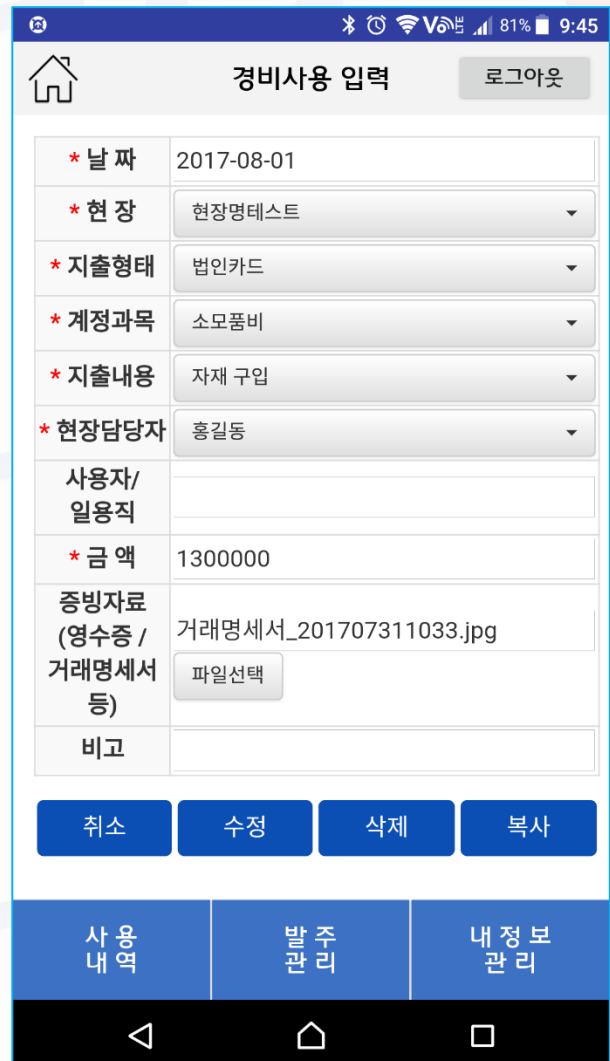 81% 9:45
경비사용 입력 로그아웃
* 날 짜 2017-08-01
* 현 장 현장명테스트
* 지출형태 법인카드
* 계정과목 소모품비
* 지출내용 자재 구입
* 현장담당자 홍길동
사용자/
일용직
* 금 액 1300000
증빙자료
(영수증 /
거래명세서
등)
거래명세서_201707311033.jpg
파일선택
비고
취소 수정 삭제 복사
사 용
내 역
발 주
관 리
내 정 보
관 리